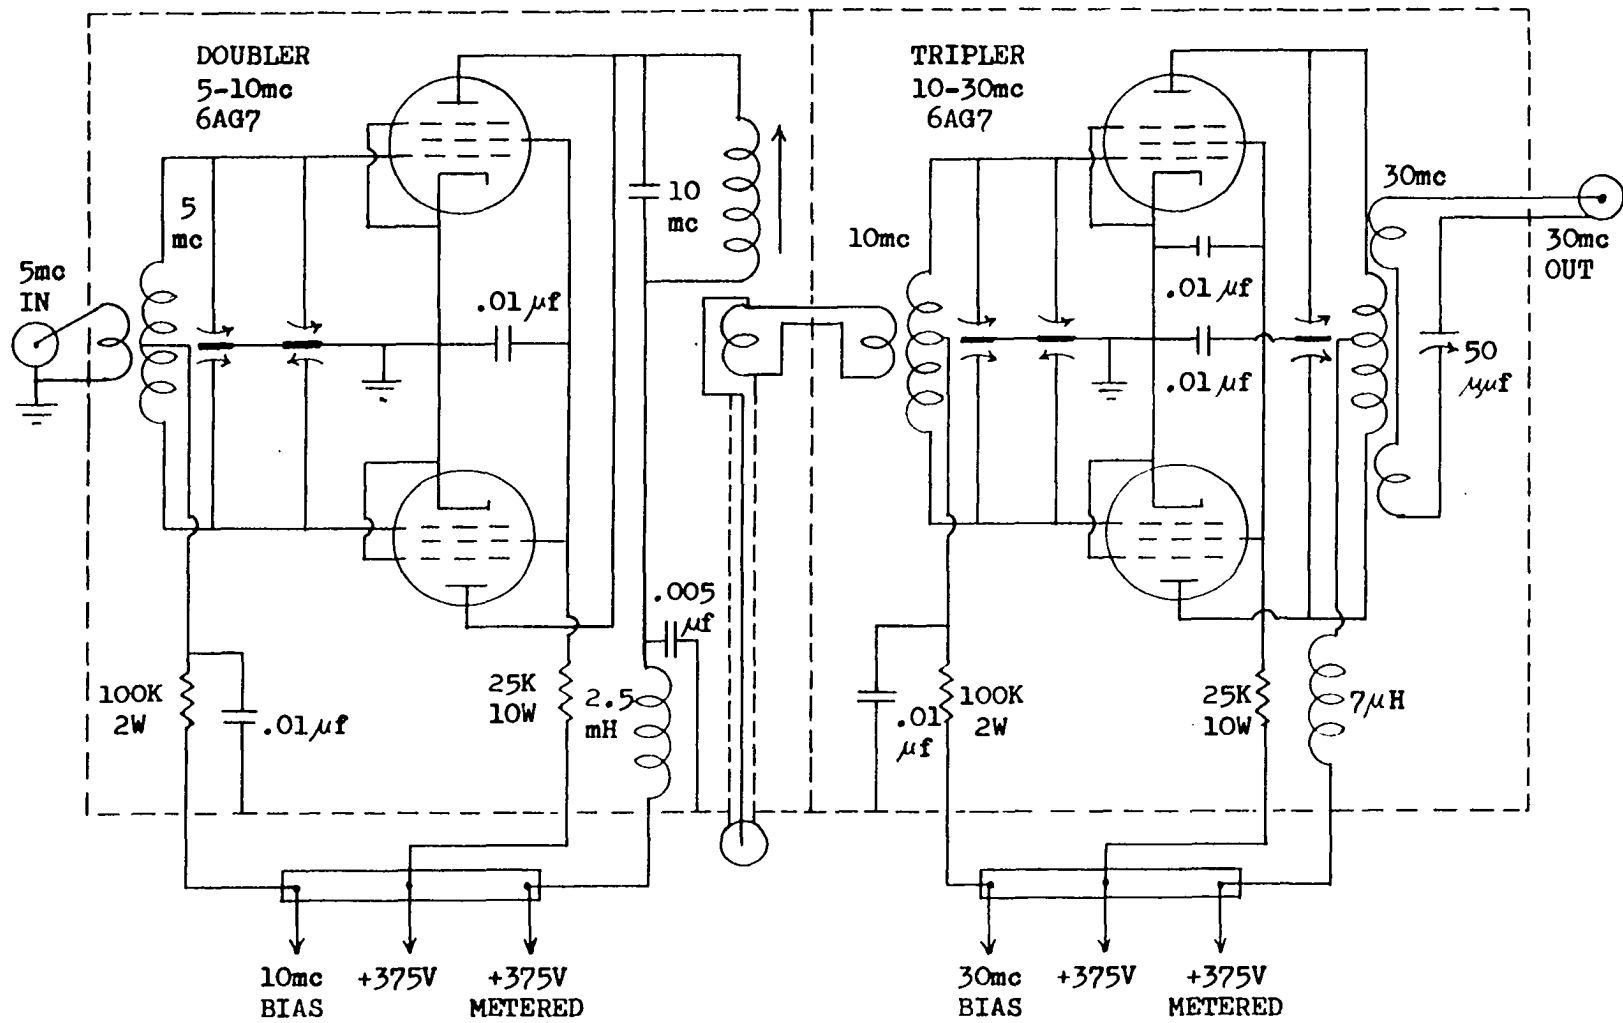 DOUBLER
5-10mc
6AG7
TRIPLER
10-30mc
6AG7
5
mc
10
mc
5mc
IN
.01 µf
10mc
30mc
30mc
OUT
.01 µf
.01 µf
50
µµf
.005
µf
100K
2W
.01µf
25K
10W
2.5
mH
.01
µf
100K
2W
25K
10W
7µH
10mc
BIAS
+375V
+375V
METERED
30mc
BIAS
+375V
+375V
METERED